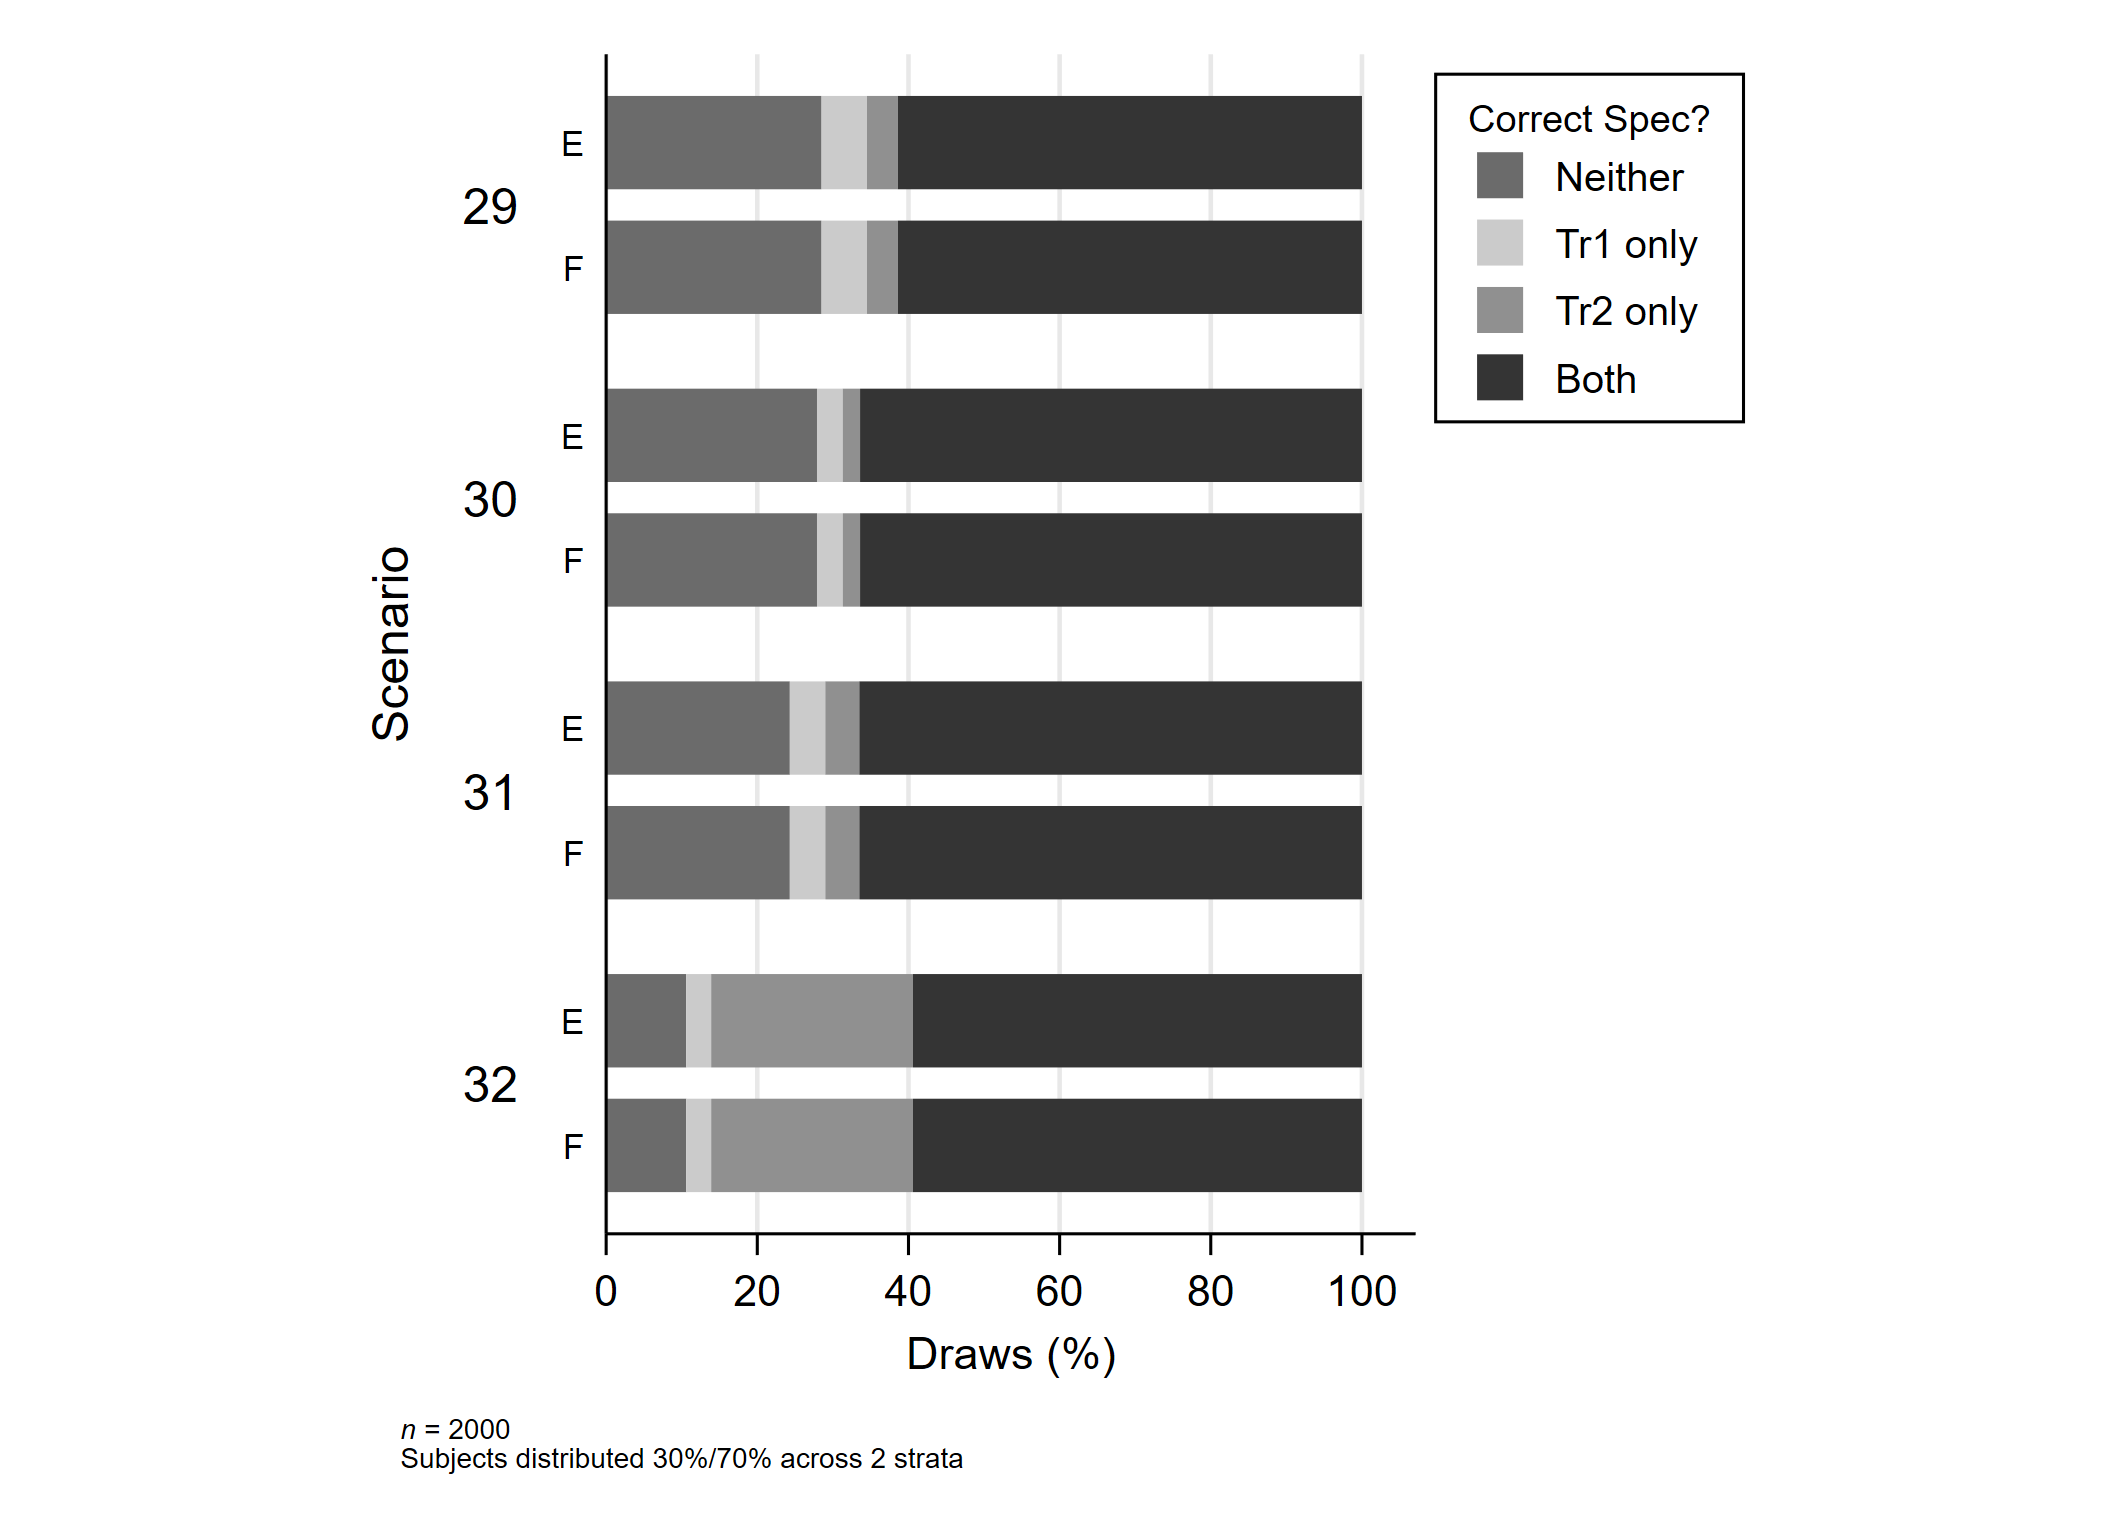 Correct Spec?
Neither
Tr1 only
Tr2 only
Both
Scenario
29
E
F
30
E
F
31
E
F
32
E
F
0 20 40 60 80 100
Draws (%)
n = 2000
Subjects distributed 30%/70% across 2 strata